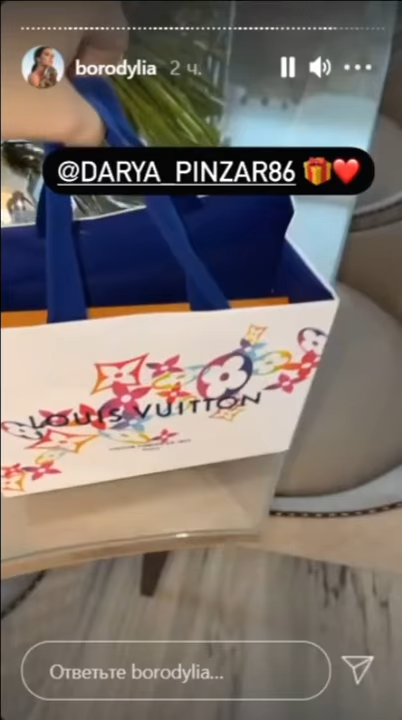 borodylia 2 ч.
@DARYA_PINZAR86 🎁❤️
LOUIS VUITTON
Ответьте borodylia...